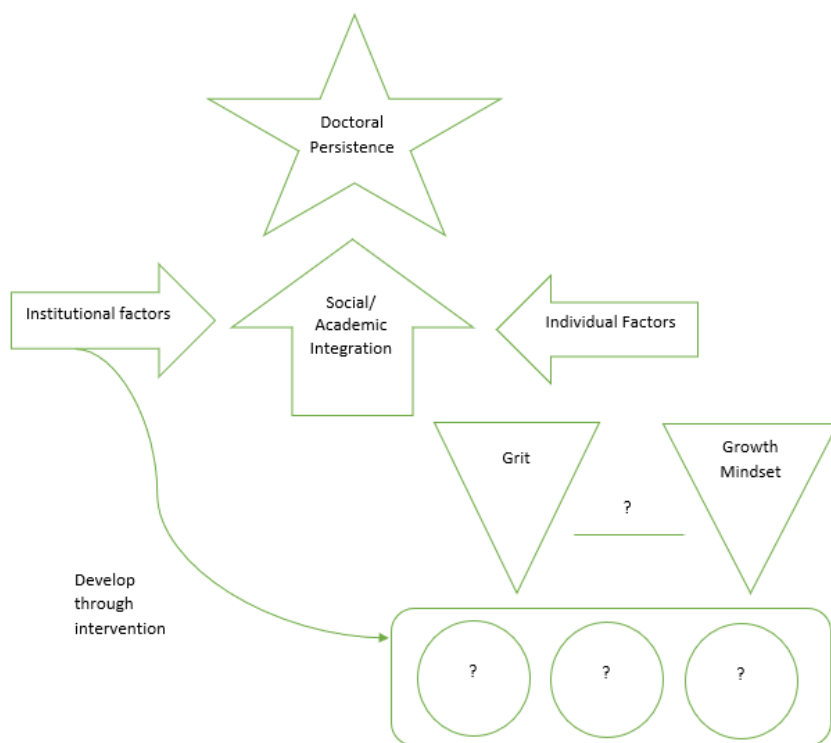 Doctoral
Persistence
Institutional factors
Social/
Academic
Integration
Individual Factors
Grit
Growth
Mindset
?
Develop
through
intervention
?
?
?